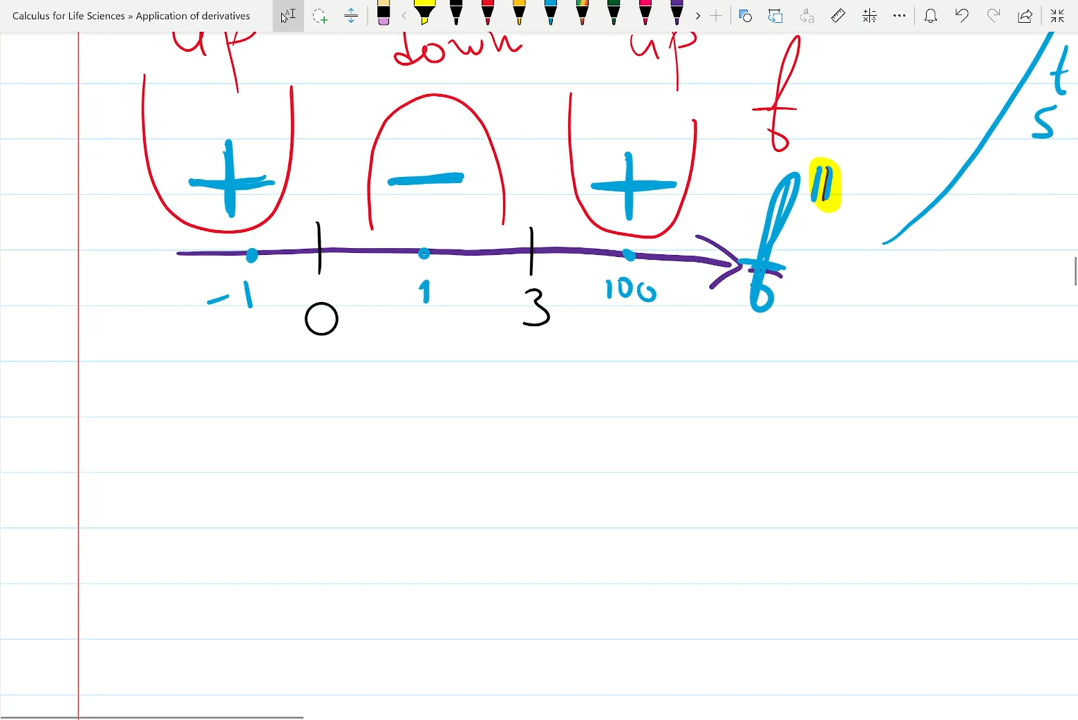 Calculus for Life Sciences » Application of derivatives
up down up f
t
s
+ − + f"
-1 1 100
0 3